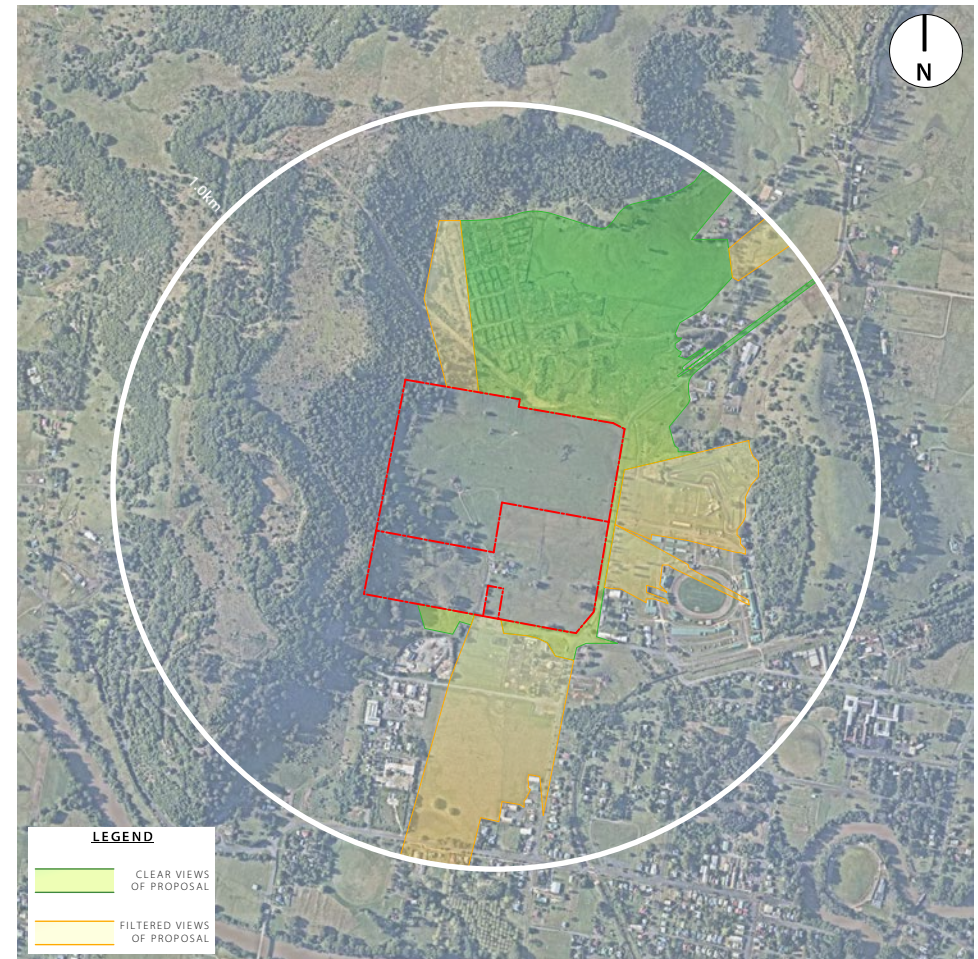 N
1.0km
LEGEND
CLEAR VIEWS
OF PROPOSAL
FILTERED VIEWS
OF PROPOSAL